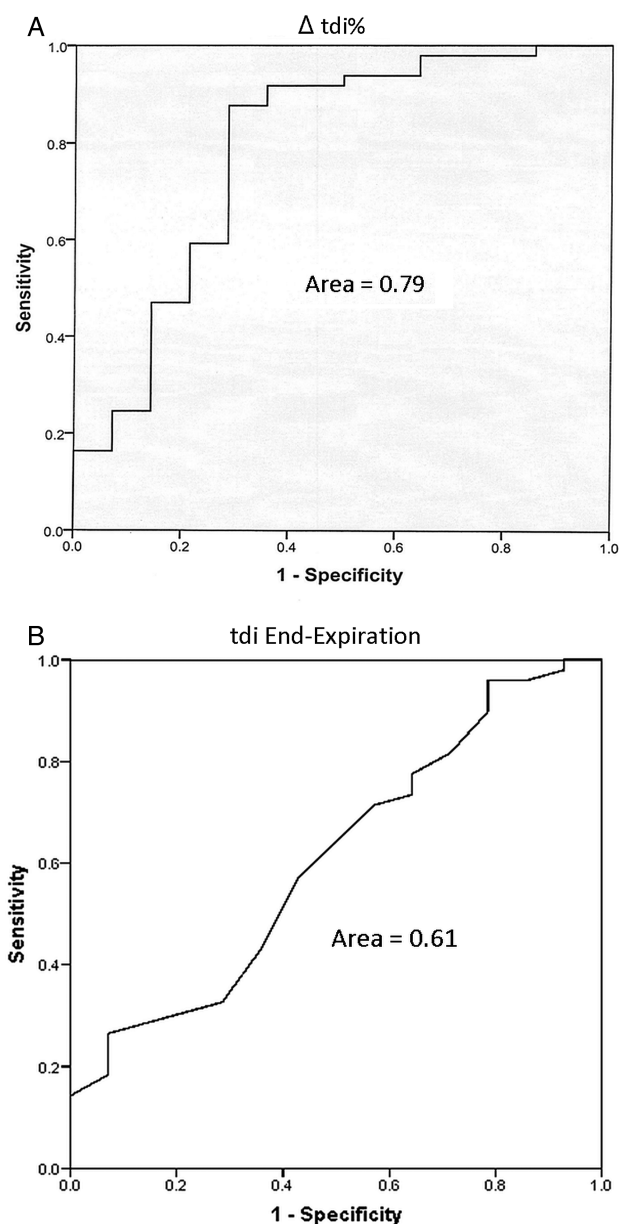 A
Δ tdi%
1.0
0.8
0.6
0.4
0.2
0.0
Sensitivity
Area = 0.79
0.0 0.2 0.4 0.6 0.8 1.0
1 - Specificity
B
tdi End-Expiration
1.0
0.8
0.6
0.4
0.2
0.0
Sensitivity
Area = 0.61
0.0 0.2 0.4 0.6 0.8 1.0
1 - Specificity